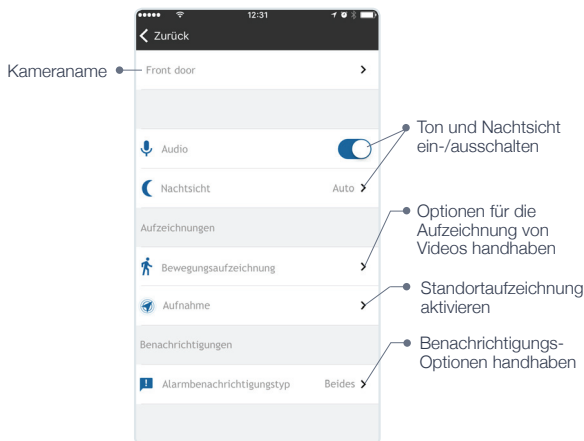 12:31
Zurück
Kameraname
Front door
Audio
Ton und Nachtsicht
ein-/ausschalten
Nachtsicht
Auto
Optionen für die
Aufzeichnung von
Videos handhaben
Aufzeichnungen
Bewegungsaufzeichnung
Standortaufzeichnung
aktivieren
Aufnahme
Benachrichtigungen
Benachrichtigungs-
Optionen handhaben
Alarmbenachrichtigungstyp
Beides